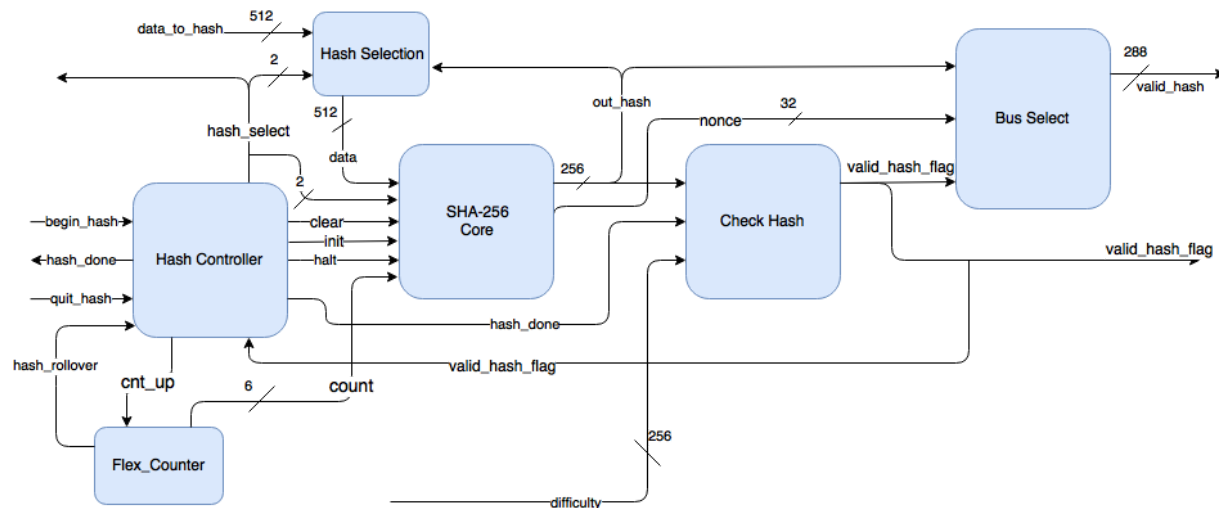 512
data_to_hash
Hash Selection
2
288
valid_hash
512
out_hash
32
hash_select
nonce
Bus Select
data
256
valid_hash_flag
2
SHA-256
Core
Check Hash
begin_hash
clear
init
hash_done
Hash Controller
halt
valid_hash_flag
quit_hash
hash_done
hash_rollover
valid_hash_flag
cnt_up
6
count
256
Flex_Counter
difficulty